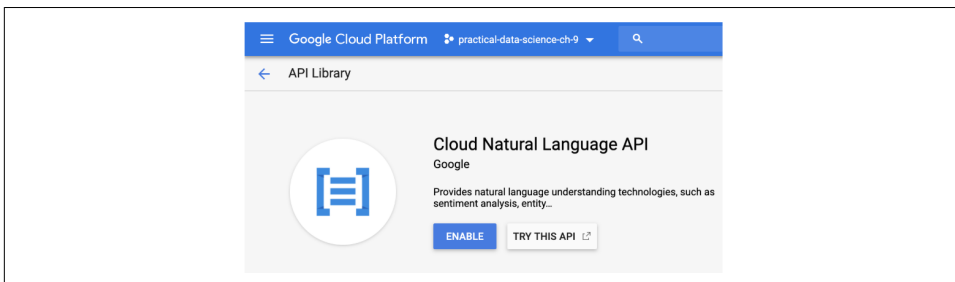 Google Cloud Platform practical-data-science-ch-9
API Library
Cloud Natural Language API
Google
Provides natural language understanding technologies, such as
sentiment analysis, entity...
ENABLE TRY THIS API